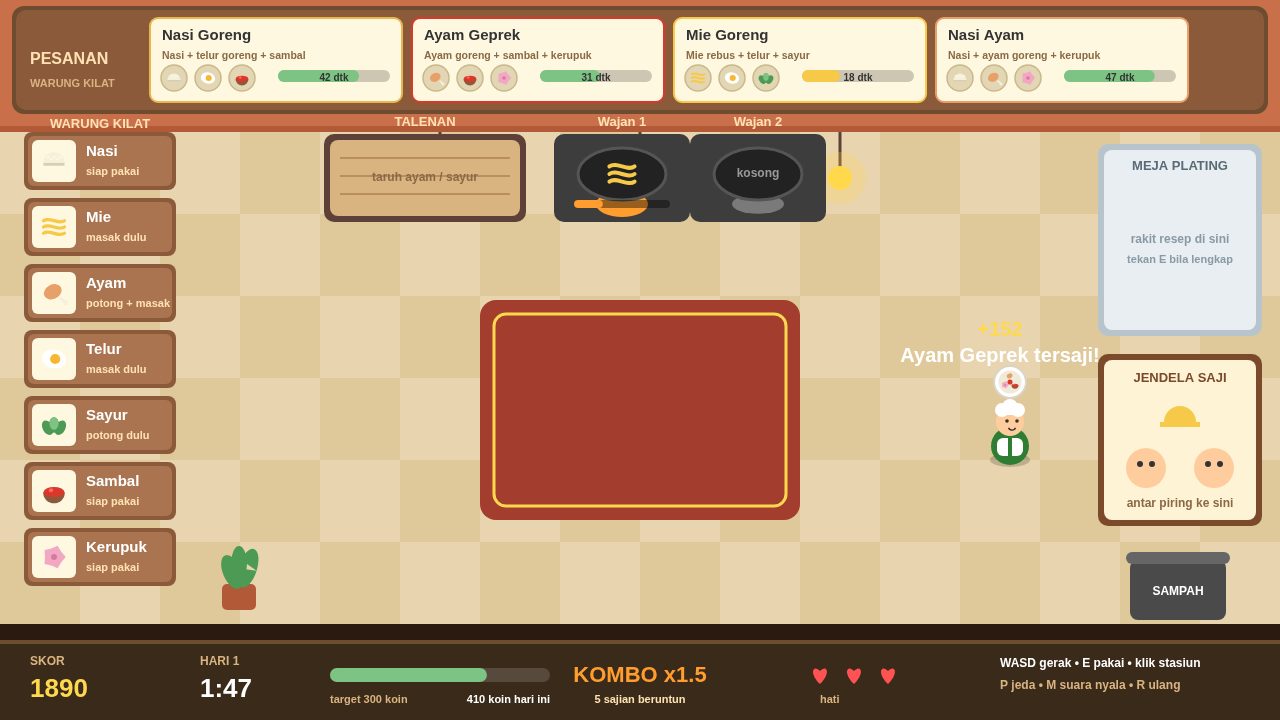 PESANAN
WARUNG KILAT
Nasi Goreng
Nasi + telur goreng + sambal
42 dtk
Ayam Geprek
Ayam goreng + sambal + kerupuk
31 dtk
Mie Goreng
Mie rebus + telur + sayur
18 dtk
Nasi Ayam
Nasi + ayam goreng + kerupuk
47 dtk
WARUNG KILAT
TALENAN
Wajan 1
Wajan 2
Nasi
siap pakai
Mie
masak dulu
Ayam
potong + masak
Telur
masak dulu
Sayur
potong dulu
Sambal
siap pakai
Kerupuk
siap pakai
taruh ayam / sayur
kosong
MEJA PLATING
rakit resep di sini
tekan E bila lengkap
+152
Ayam Geprek tersaji!
JENDELA SAJI
antar piring ke sini
SAMPAH
SKOR
1890
HARI 1
1:47
target 300 koin
410 koin hari ini
KOMBO x1.5
5 sajian beruntun
hati
WASD gerak • E pakai • klik stasiun
P jeda • M suara nyala • R ulang